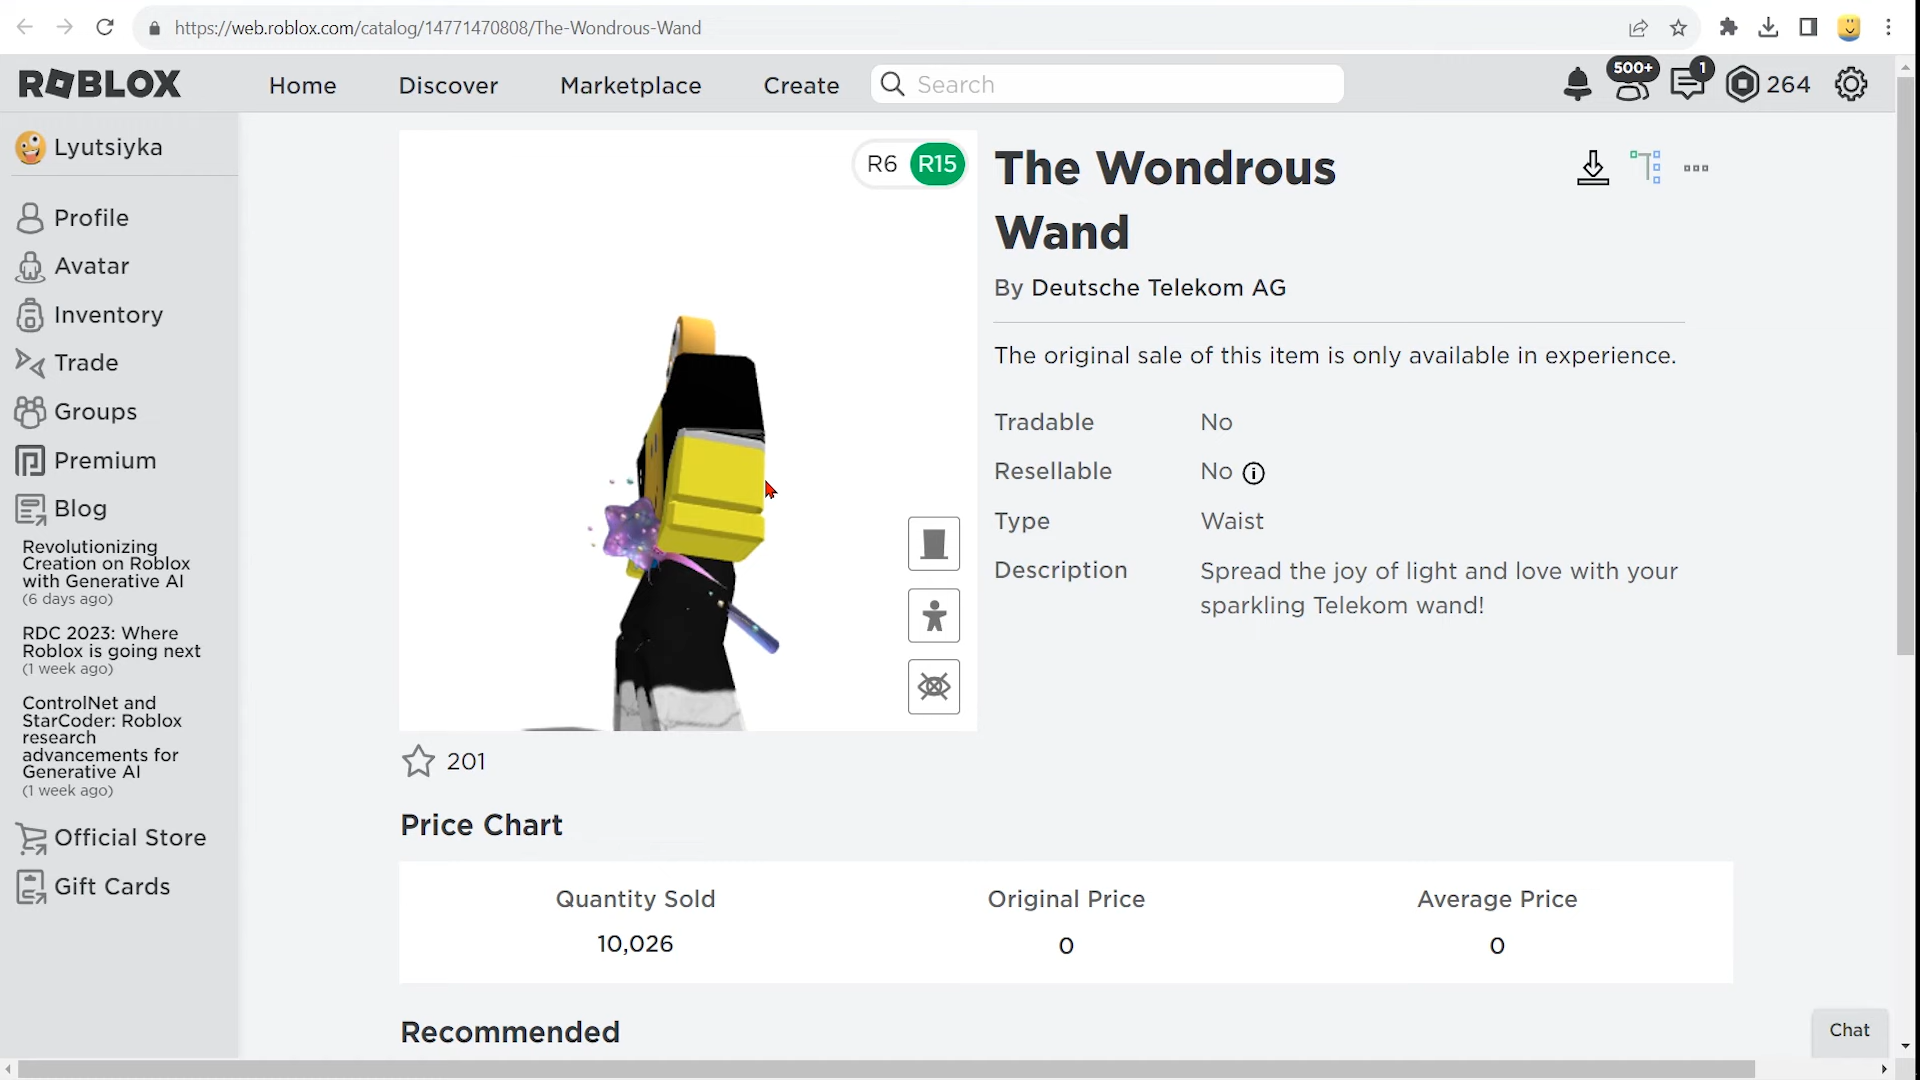 https://web.roblox.com/catalog/14771470808/The-Wondrous-Wand
ROBLOX
Home
Discover
Marketplace
Create
Search
500+
1
264
Lyutsiyka
Profile
Avatar
Inventory
Trade
Groups
Premium
Blog
Revolutionizing
Creation on Roblox
with Generative AI
(6 days ago)
RDC 2023: Where
Roblox is going next
(1 week ago)
ControlNet and
StarCoder: Roblox
research
advancements for
Generative AI
(1 week ago)
Official Store
Gift Cards
R6 R15
The Wondrous
Wand
By Deutsche Telekom AG
The original sale of this item is only available in experience.
Tradable No
Resellable No
Type Waist
Description Spread the joy of light and love with your
sparkling Telekom wand!
201
Price Chart
Quantity Sold Original Price Average Price
10,026 0 0
Recommended
Chat